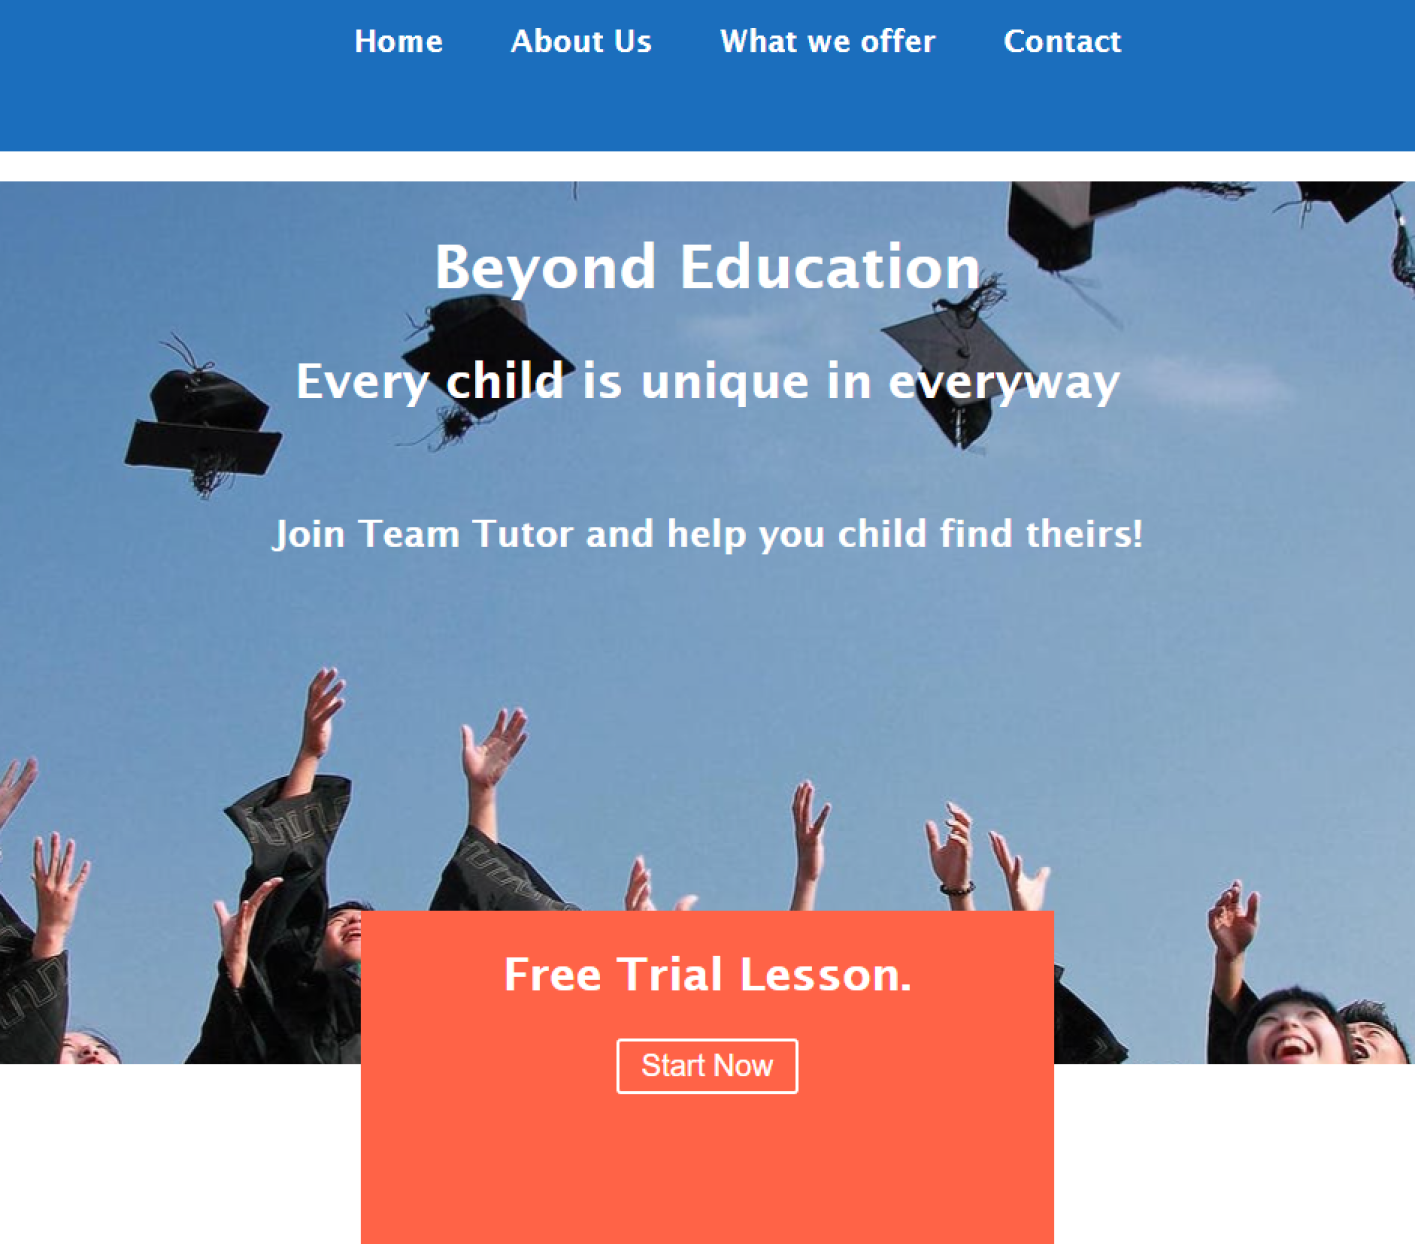 Home About Us What we offer Contact
Beyond Education
Every child is unique in everyway
Join Team Tutor and help you child find theirs!
Free Trial Lesson.
Start Now